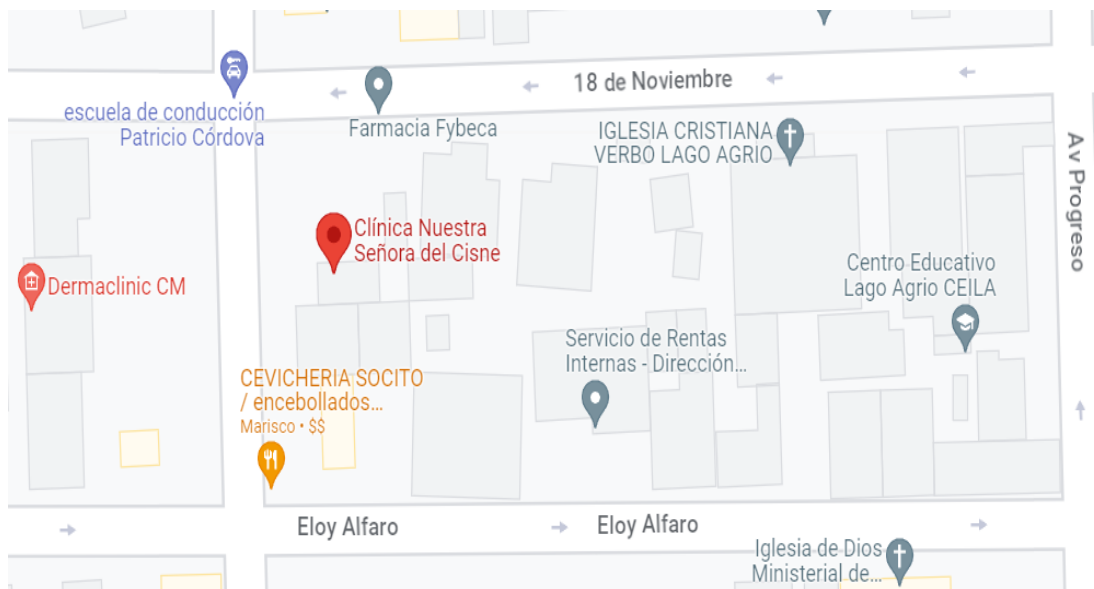 18 de Noviembre
escuela de conducción
Patricio Córdova
Farmacia Fybeca
IGLESIA CRISTIANA
VERBO LAGO AGRIO
Av Progreso
Clínica Nuestra
Señora del Cisne
Dermaclinic CM
Centro Educativo
Lago Agrio CEILA
Servicio de Rentas
Internas - Dirección...
CEVICHERIA SOCITO
/ encebollados...
Marisco • $$
Eloy Alfaro
Eloy Alfaro
Iglesia de Dios
Ministerial de...